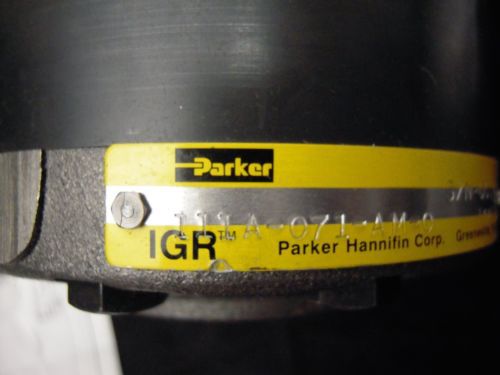 Parker
111A-071-AM-0
IGR™
Parker Hannifin Corp.